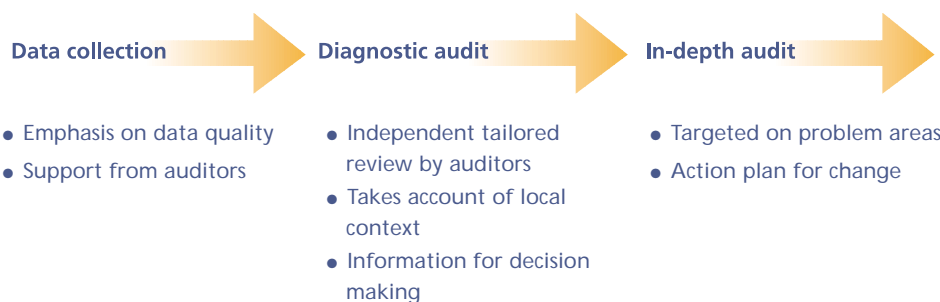 Data collection
● Emphasis on data quality
● Support from auditors
Diagnostic audit
● Independent tailored
review by auditors
● Takes account of local
context
● Information for decision
making
In-depth audit
● Targeted on problem areas
● Action plan for change